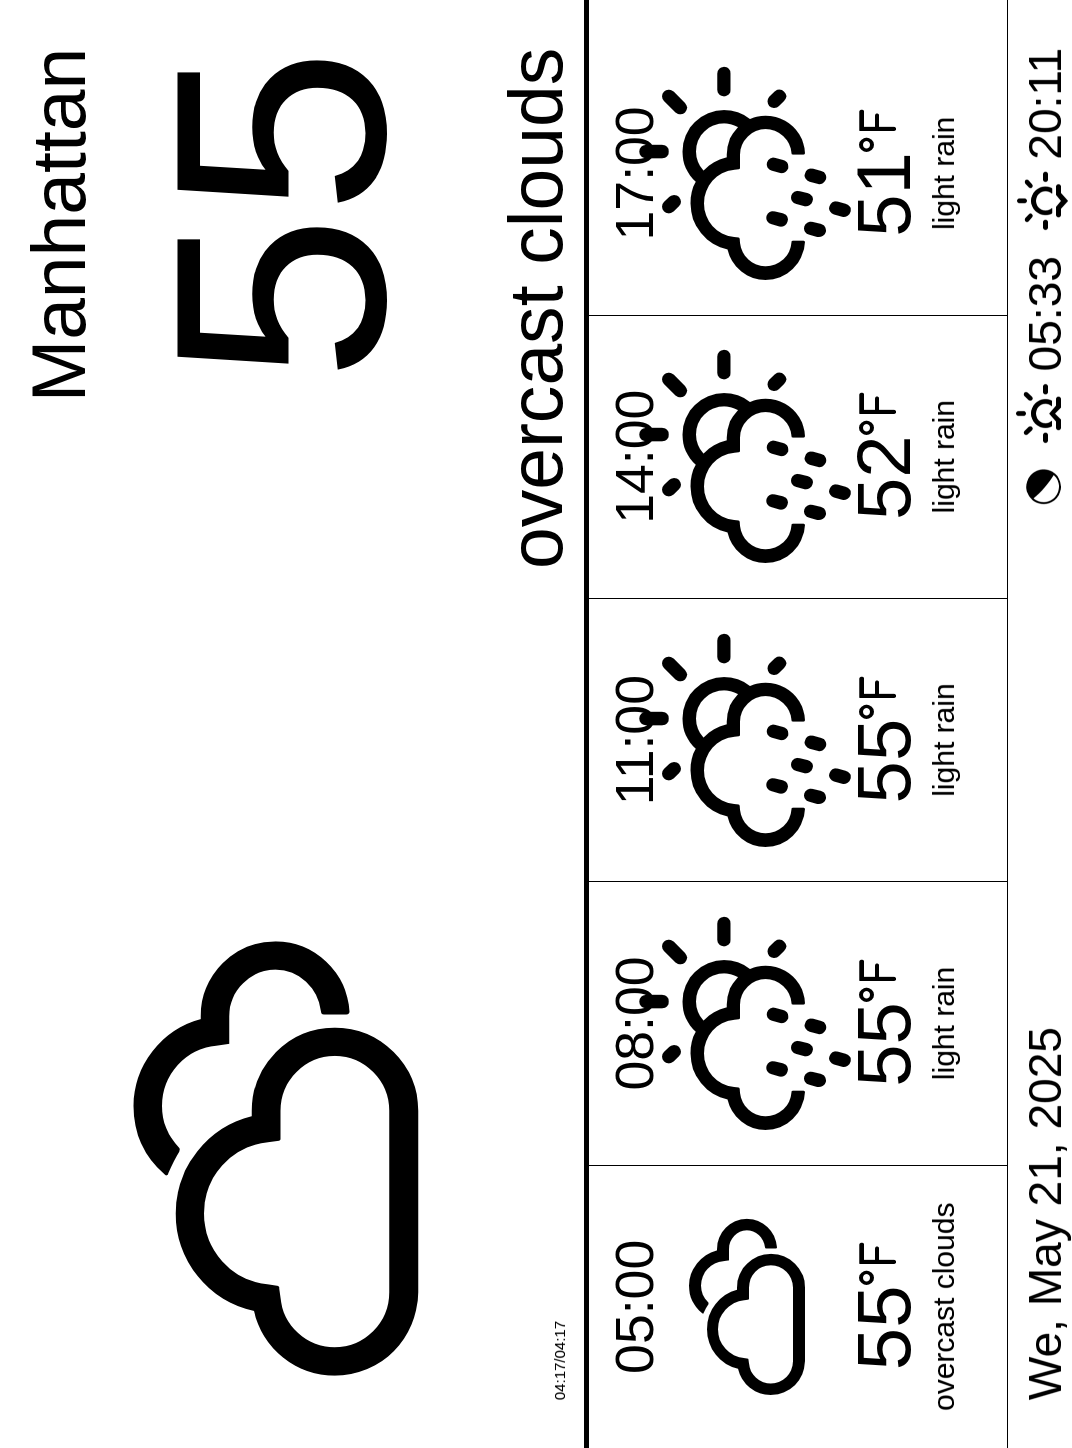 Manhattan
55
overcast clouds
04:17/04:17
05:00
08:00
11:00
14:00
17:00
55°F
55°F
55°F
52°F
51°F
overcast clouds
light rain
light rain
light rain
light rain
We, May 21, 2025
05:33
20:11